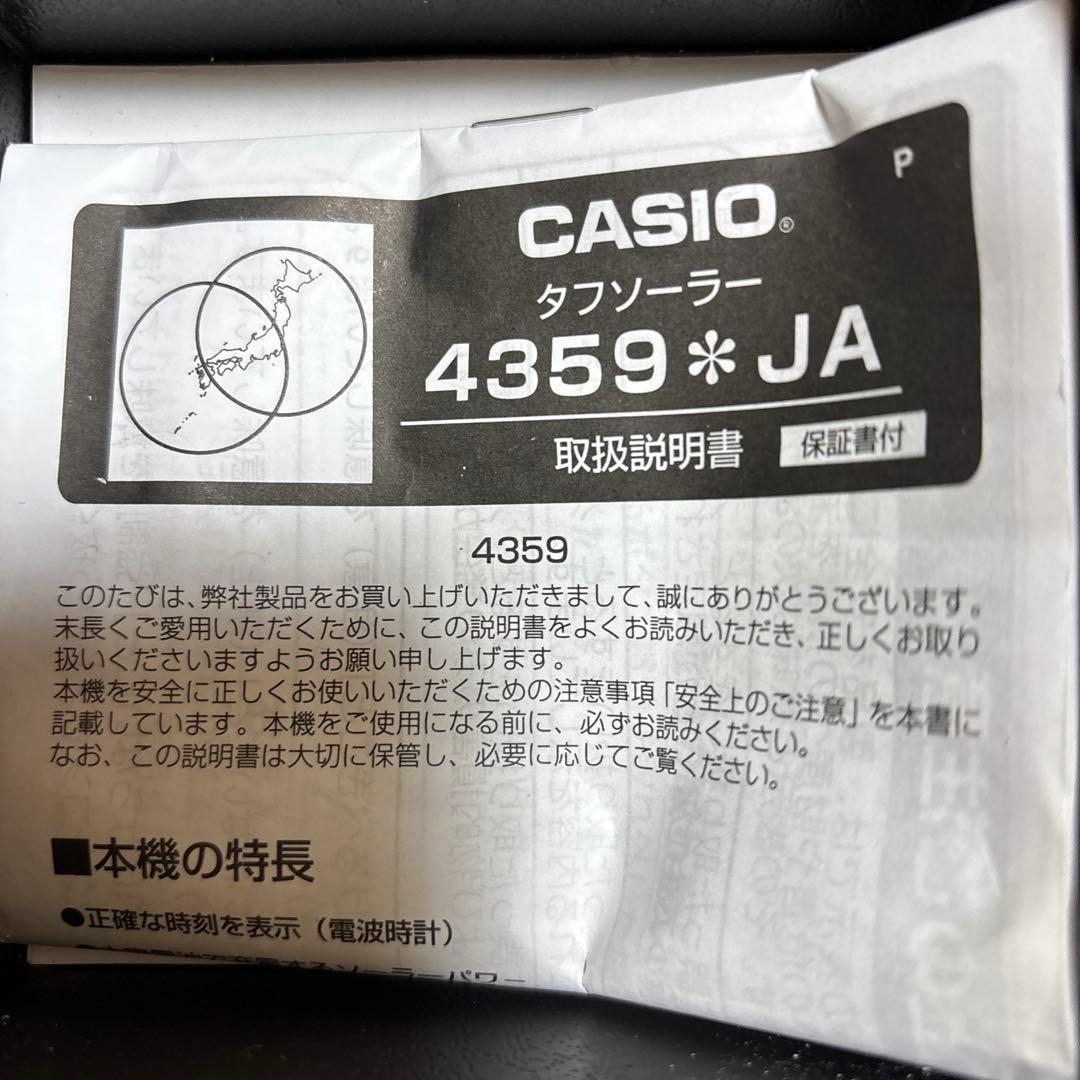 P
CASIO®
タフソーラー
4359＊JA
取扱説明書 保証書付
4359
このたびは、弊社製品をお買い上げいただきまして、誠にありがとうございます。
末長くご愛用いただくために、この説明書をよくお読みいただき、正しくお取り
扱いくださいますようお願い申し上げます。
本機を安全に正しくお使いいただくための注意事項「安全上のご注意」を本書に
記載しています。本機をご使用になる前に、必ずお読みください。
なお、この説明書は大切に保管し、必要に応じてご覧ください。
■本機の特長
●正確な時刻を表示（電波時計）
ソーラーパワー